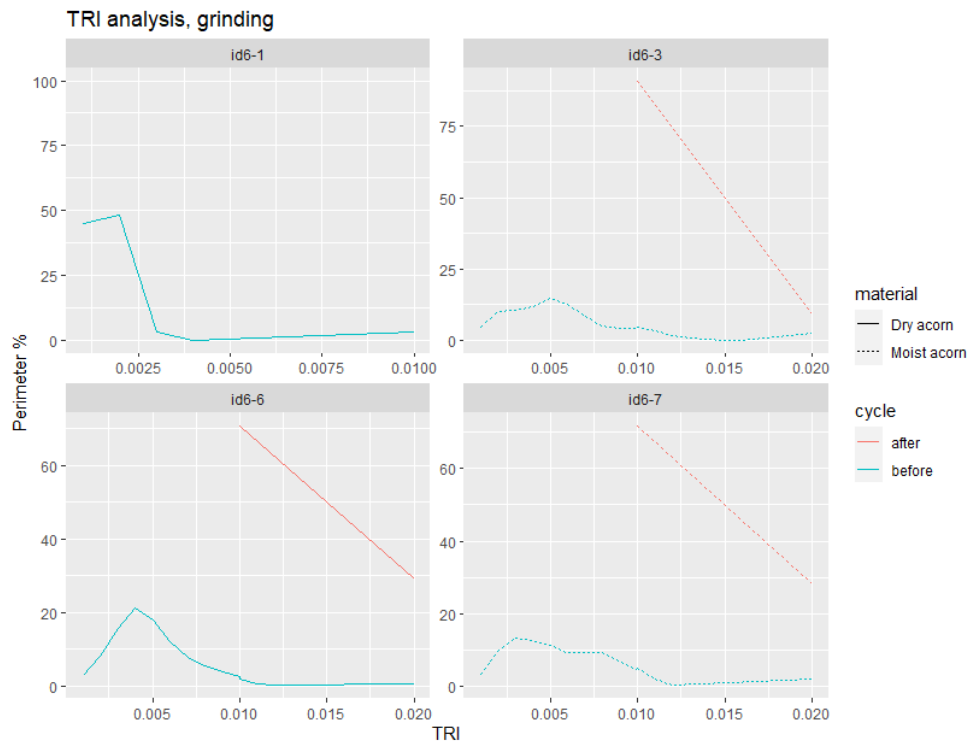 TRI analysis, grinding
id6-1
id6-3
100
75
50
25
0
0.0025
0.0050
0.0075
0.0100
75
50
25
0
0.005
0.010
0.015
0.020
id6-6
id6-7
60
40
20
0
0.005
0.010
0.015
0.020
60
40
20
0
0.005
0.010
0.015
0.020
Perimeter %
TRI
material
Dry acorn
Moist acorn
cycle
after
before